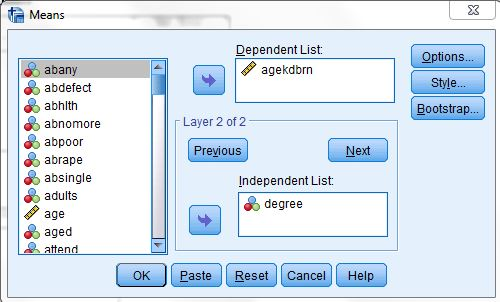 Means
Dependent List:
agekdbrn
Options...
Style...
Bootstrap...
abany
abdefect
abhlth
abnomore
abpoor
abrape
absingle
adults
age
aged
attend
Layer 2 of 2
Previous
Next
Independent List:
degree
OK
Paste
Reset
Cancel
Help